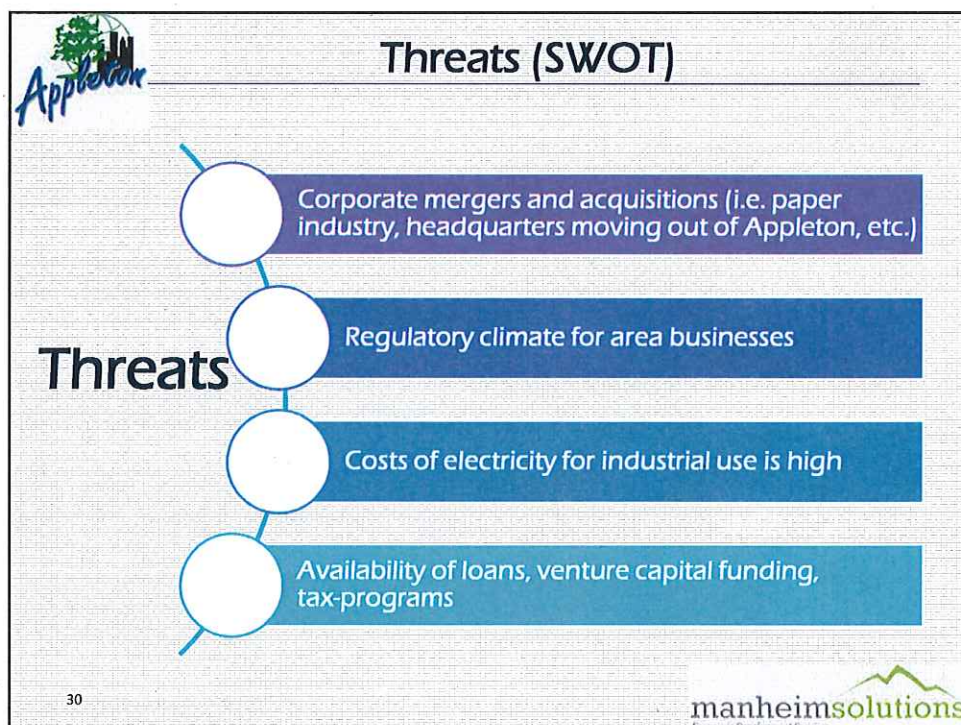 Appleton
Threats (SWOT)
Threats
Corporate mergers and acquisitions (i.e. paper
industry, headquarters moving out of Appleton, etc.)
Regulatory climate for area businesses
Costs of electricity for industrial use is high
Availability of loans, venture capital funding,
tax-programs
30
manheimsolutions